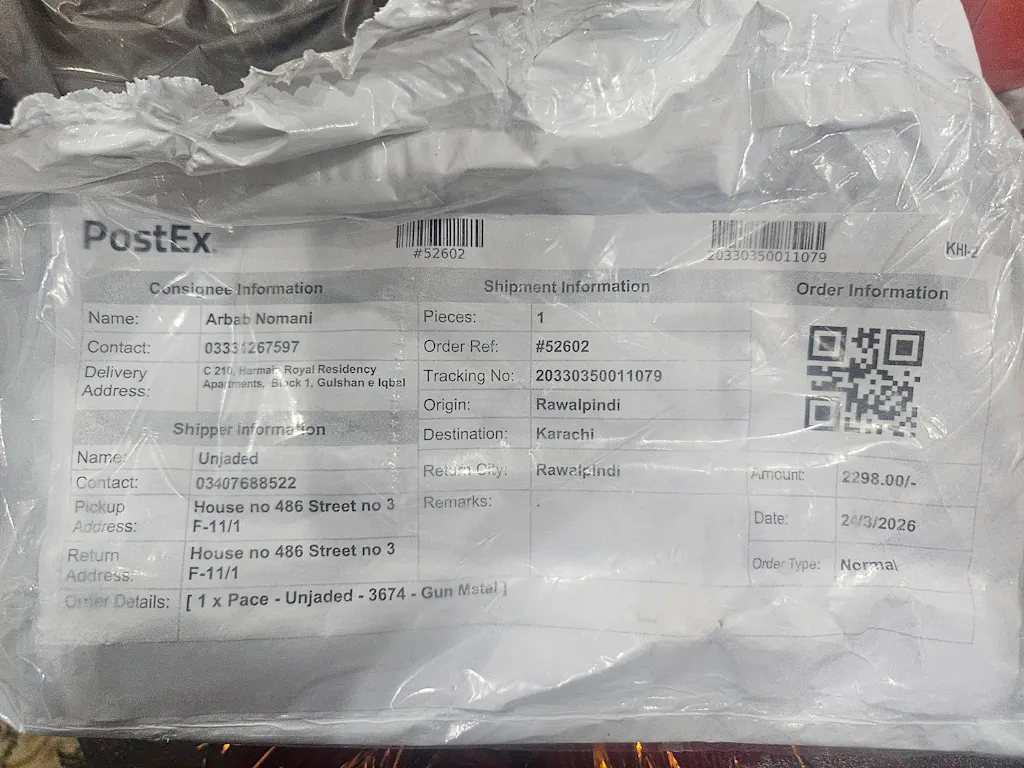 PostEx
#52602
20330350011079
KHI-2
Consignee Information
Name: Arbab Nomani
Contact:
Delivery Address: C 210, Royal Residency
Apartments, Block 1, Gulshan e Iqbal
Shipper Information
Name: Unjaded
Contact: 03407688522
Pickup Address: House no 486 Street no 3
F-11/1
Return Address: House no 486 Street no 3
F-11/1
Order Details: [ 1 x Pace - Unjaded - 3674 - Gun Metal ]
Shipment Information
Pieces: 1
Order Ref: #52602
Tracking No: 20330350011079
Origin: Rawalpindi
Destination: Karachi
Return City: Rawalpindi
Remarks: .
Order Information
Amount: 2298.00/-
Date: 24/3/2026
Order Type: Normal